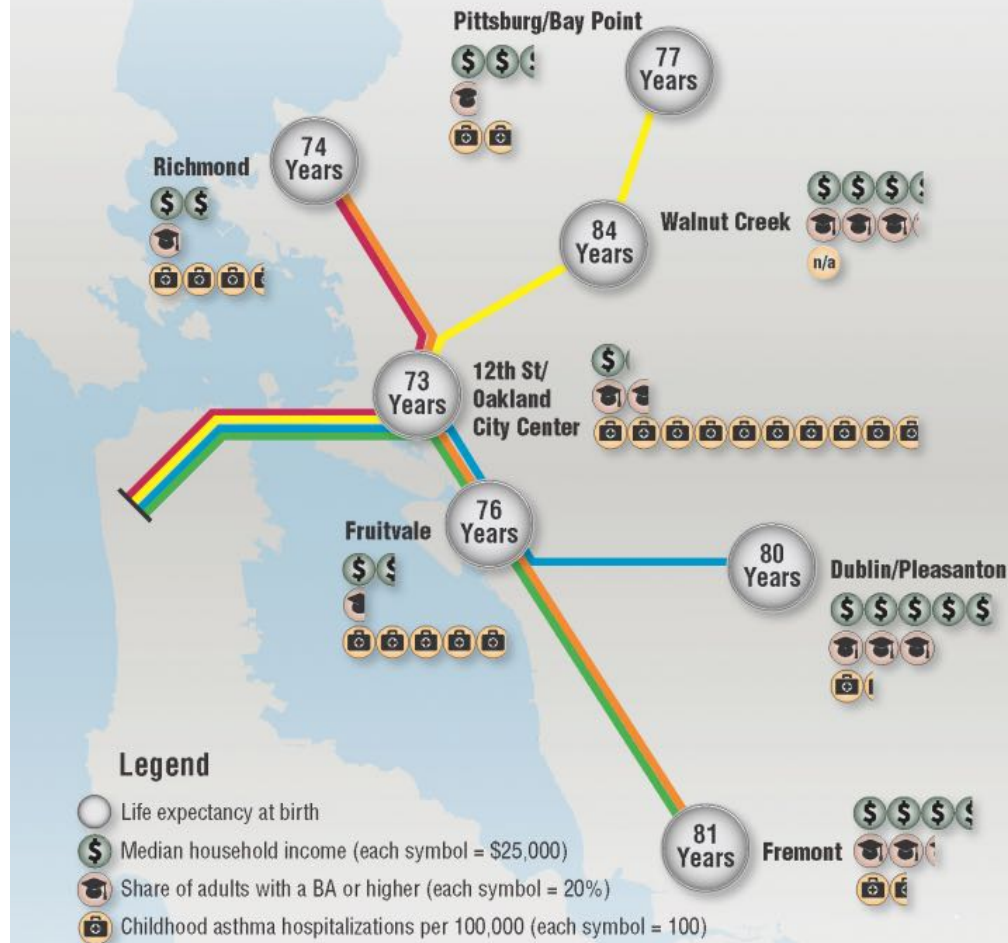 Pittsburg/Bay Point
77
Years
74
Years
Richmond
84
Years
Walnut Creek
n/a
73
Years
12th St/
Oakland
City Center
76
Years
Fruitvale
80
Years
Dublin/Pleasanton
81
Years
Fremont
Legend
Life expectancy at birth
$ Median household income (each symbol = $25,000)
Share of adults with a BA or higher (each symbol = 20%)
Childhood asthma hospitalizations per 100,000 (each symbol = 100)